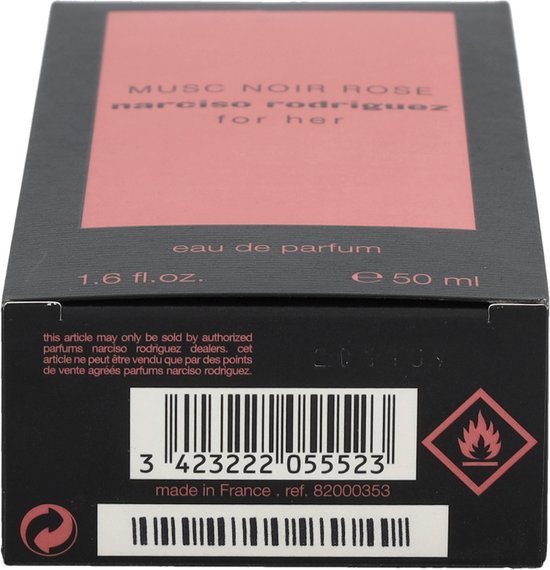 MUSC NOIR ROSE
narciso rodriguez
for her
eau de parfum
1.6 fl.oz. ℮ 50 ml
this article may only be sold by authorized
parfums narciso rodriguez dealers. cet
article ne peut être vendu que par des points
de vente agréés parfums narciso rodriguez.
3 423222 055523
made in France . ref. 82000353